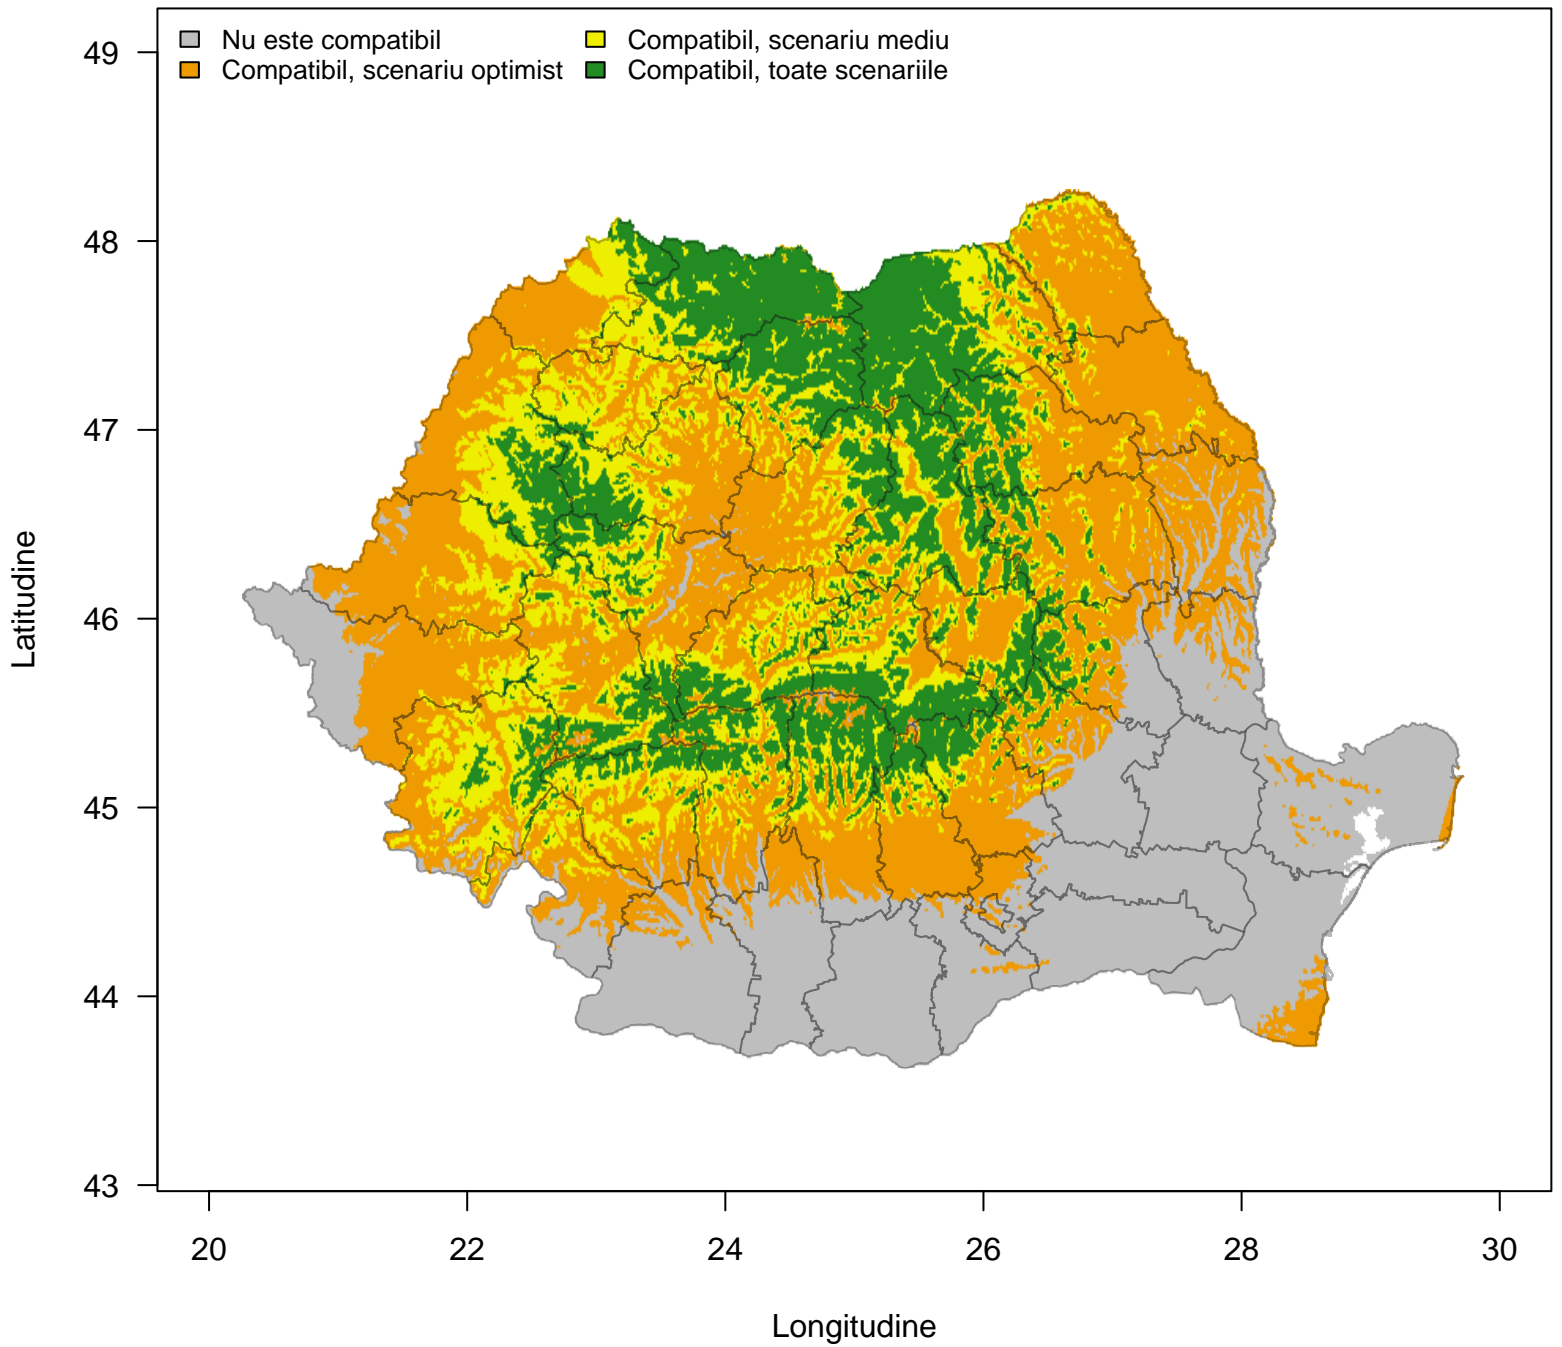 Nu este compatibil
Compatibil, scenariu optimist
Compatibil, scenariu mediu
Compatibil, toate scenariile
49
48
47
46
45
44
43
Latitudine
20 22 24 26 28 30
Longitudine